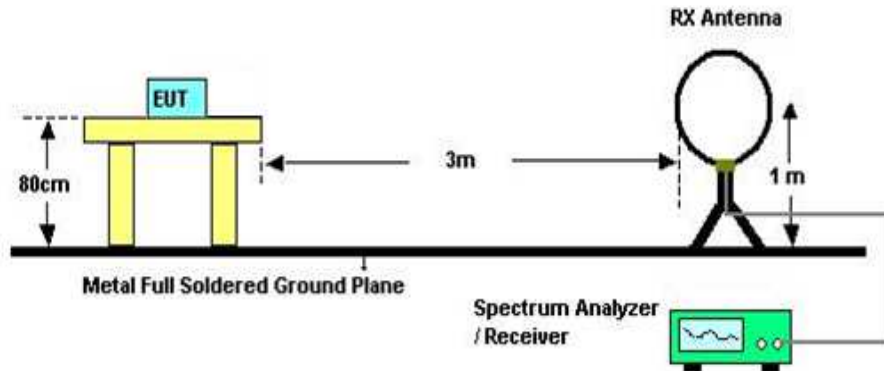 RX Antenna
EUT
3m
80cm
1 m
Metal Full Soldered Ground Plane
Spectrum Analyzer
/ Receiver